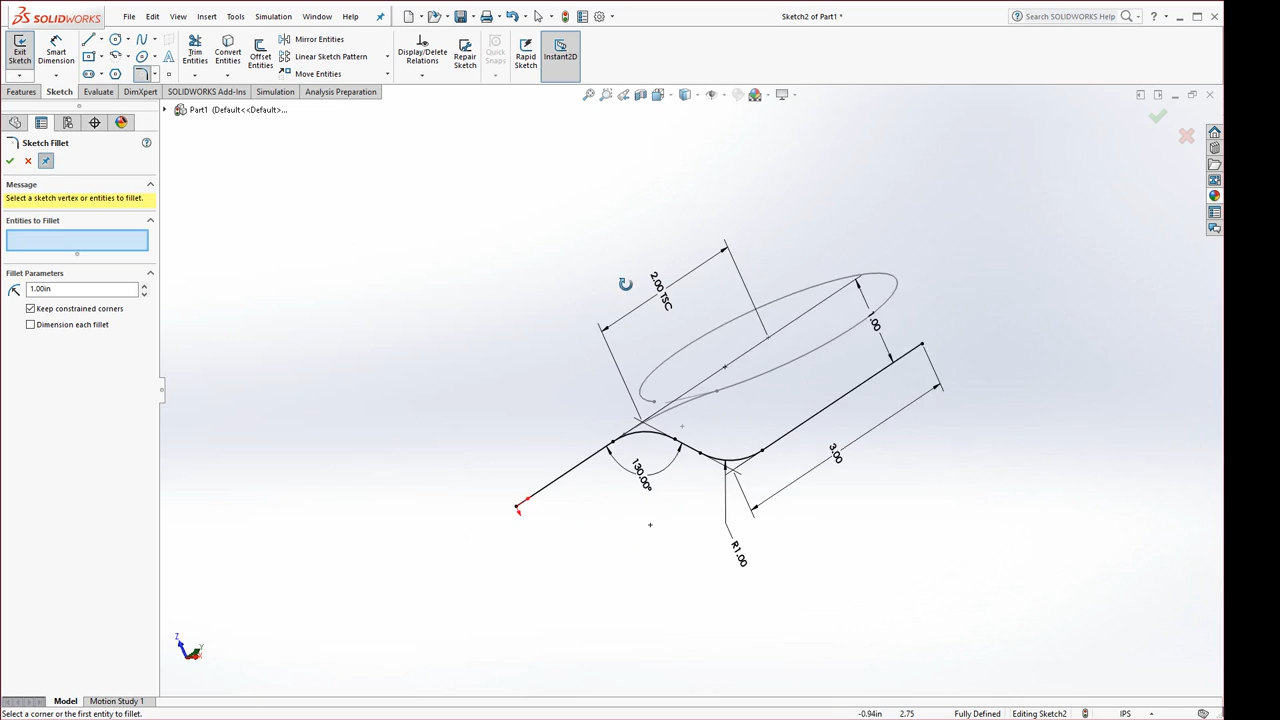 SOLIDWORKS
File Edit View Insert Tools Simulation Window Help
Sketch2 of Part1 *
Search SOLIDWORKS Help
Exit Sketch
Smart Dimension
Trim Entities
Convert Entities
Offset Entities
Mirror Entities
Linear Sketch Pattern
Move Entities
Display/Delete Relations
Repair Sketch
Quick Snaps
Rapid Sketch
Instant2D
Features Sketch Evaluate DimXpert SOLIDWORKS Add-Ins Simulation Analysis Preparation
Part1 (Default<<Default>...
Sketch Fillet
Message
Select a sketch vertex or entities to fillet.
Entities to Fillet
Fillet Parameters
1.00in
Keep constrained corners
Dimension each fillet
2.00 TSC
.00
3.00
130.00°
R1.00
Z
Y
X
Model Motion Study 1
Select a corner or the first entity to fillet.
-0.94in 2.75 Fully Defined Editing Sketch2 IPS